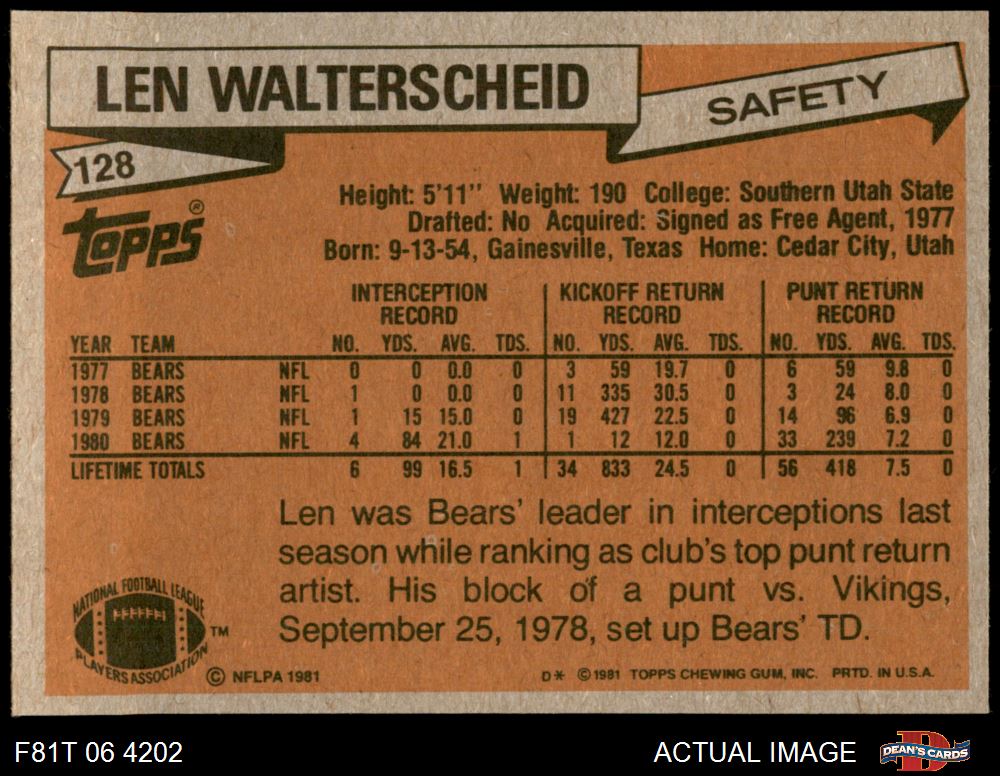 LEN WALTERSCHEID
SAFETY
128
Topps®
Height: 5'11'' Weight: 190 College: Southern Utah State
Drafted: No Acquired: Signed as Free Agent, 1977
Born: 9-13-54, Gainesville, Texas Home: Cedar City, Utah
INTERCEPTION RECORD KICKOFF RETURN RECORD PUNT RETURN RECORD
YEAR TEAM NO. YDS. AVG. TDS. NO. YDS. AVG. TDS. NO. YDS. AVG. TDS.
1977 BEARS NFL 0 0 0.0 0 3 59 19.7 0 6 59 9.8 0
1978 BEARS NFL 1 0 0.0 0 11 335 30.5 0 3 24 8.0 0
1979 BEARS NFL 1 15 15.0 0 19 427 22.5 0 14 96 6.9 0
1980 BEARS NFL 4 84 21.0 1 1 12 12.0 0 33 239 7.2 0
LIFETIME TOTALS 6 99 16.5 1 34 833 24.5 0 56 418 7.5 0
Len was Bears' leader in interceptions last
season while ranking as club's top punt return
artist. His block of a punt vs. Vikings,
September 25, 1978, set up Bears' TD.
NATIONAL FOOTBALL LEAGUE
PLAYERS ASSOCIATION ™
© NFLPA 1981 D* © 1981 TOPPS CHEWING GUM, INC. PRTD. IN U.S.A.
F81T 06 4202 ACTUAL IMAGE DEAN'S CARDS